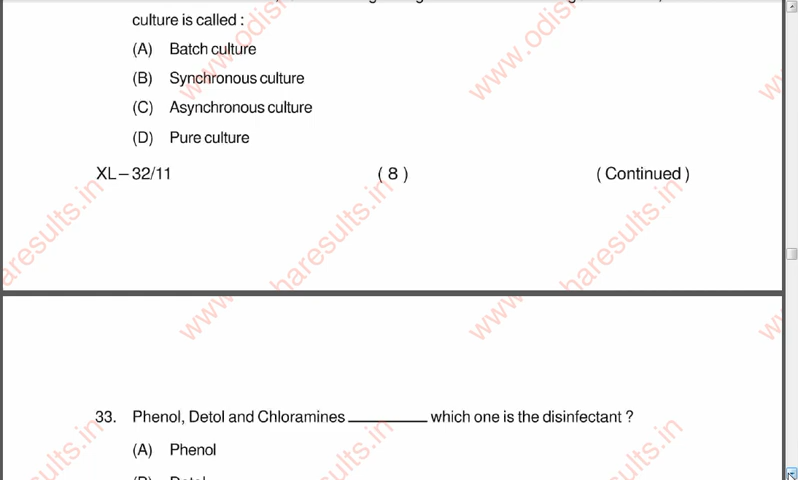 culture is called :
(A) Batch culture
(B) Synchronous culture
(C) Asynchronous culture
(D) Pure culture
XL – 32/11 ( 8 ) ( Continued )
33. Phenol, Detol and Chloramines ________ which one is the disinfectant ?
(A) Phenol